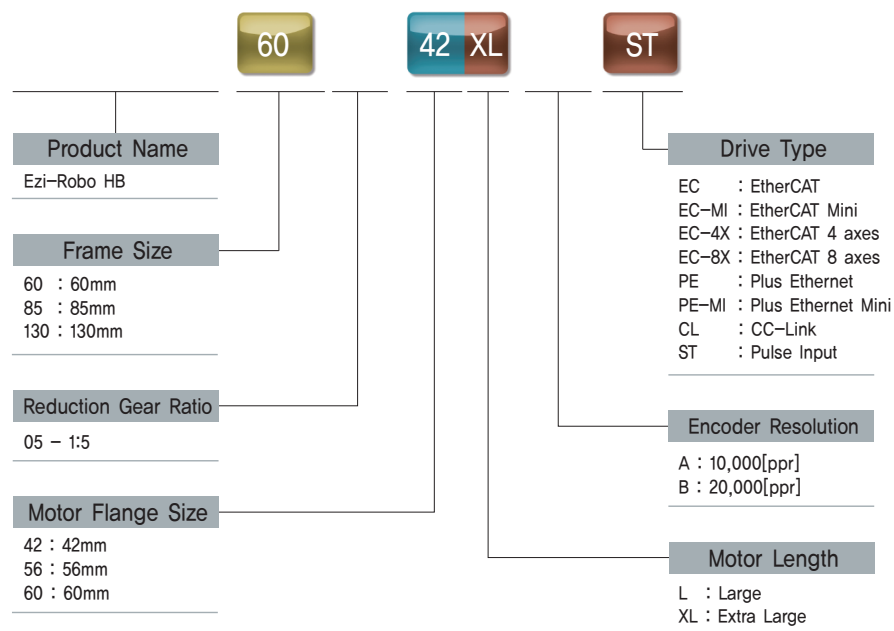 60 42 XL ST
Product Name
Ezi-Robo HB
Frame Size
60 : 60mm
85 : 85mm
130 : 130mm
Reduction Gear Ratio
05 - 1:5
Motor Flange Size
42 : 42mm
56 : 56mm
60 : 60mm
Drive Type
EC : EtherCAT
EC-MI : EtherCAT Mini
EC-4X : EtherCAT 4 axes
EC-8X : EtherCAT 8 axes
PE : Plus Ethernet
PE-MI : Plus Ethernet Mini
CL : CC-Link
ST : Pulse Input
Encoder Resolution
A : 10,000[ppr]
B : 20,000[ppr]
Motor Length
L : Large
XL : Extra Large